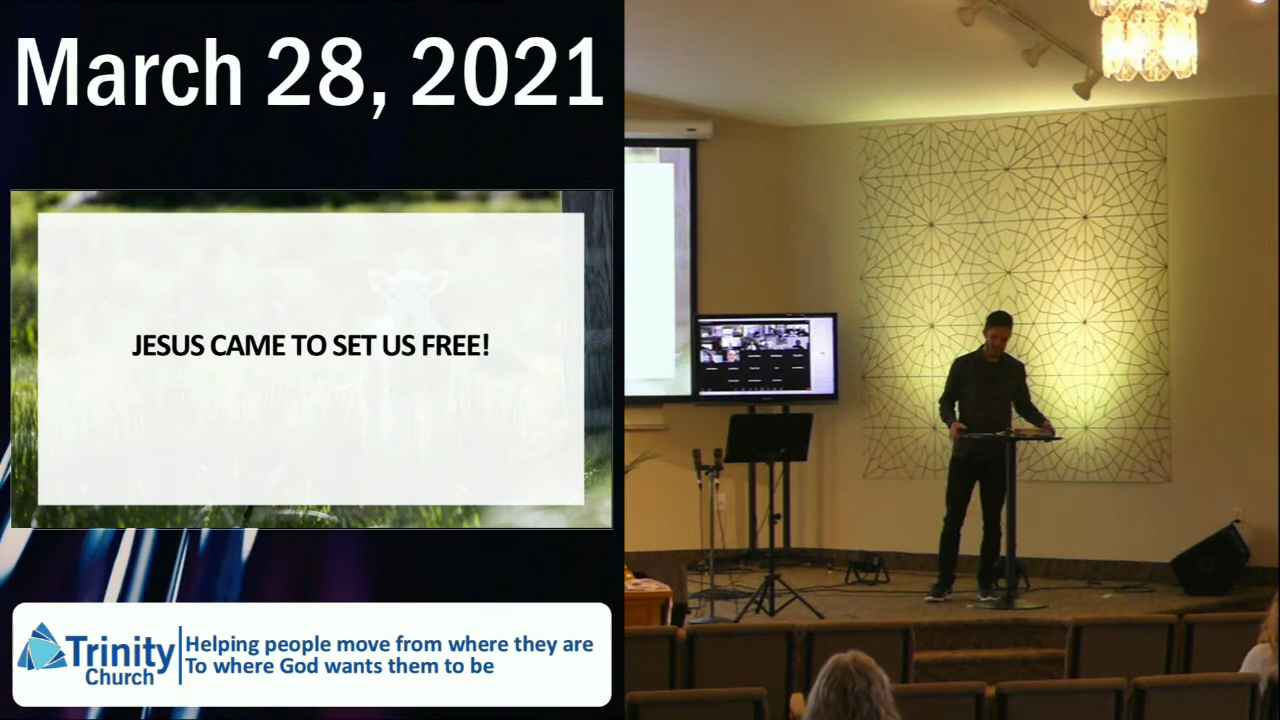 March 28, 2021
JESUS CAME TO SET US FREE!
Trinity
Church
Helping people move from where they are
To where God wants them to be